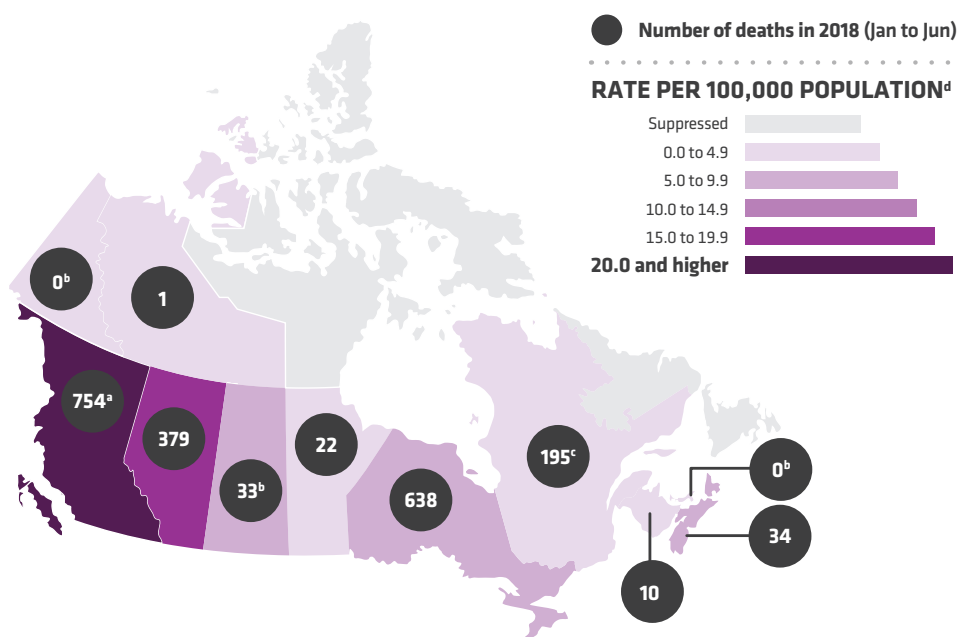 Number of deaths in 2018 (Jan to Jun)
RATE PER 100,000 POPULATIONᵈ
Suppressed
0.0 to 4.9
5.0 to 9.9
10.0 to 14.9
15.0 to 19.9
20.0 and higher
0ᵇ
1
754ᵃ
379
33ᵇ
22
638
195ᶜ
0ᵇ
34
10